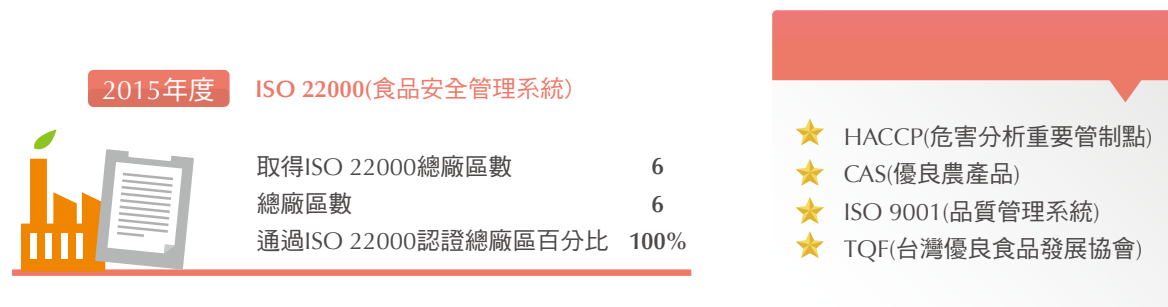 2015年度 ISO 22000(食品安全管理系統)
取得ISO 22000總廠區數 6
總廠區數 6
通過ISO 22000認證總廠區百分比 100%
HACCP(危害分析重要管制點)
CAS(優良農產品)
ISO 9001(品質管理系統)
TQF(台灣優良食品發展協會)